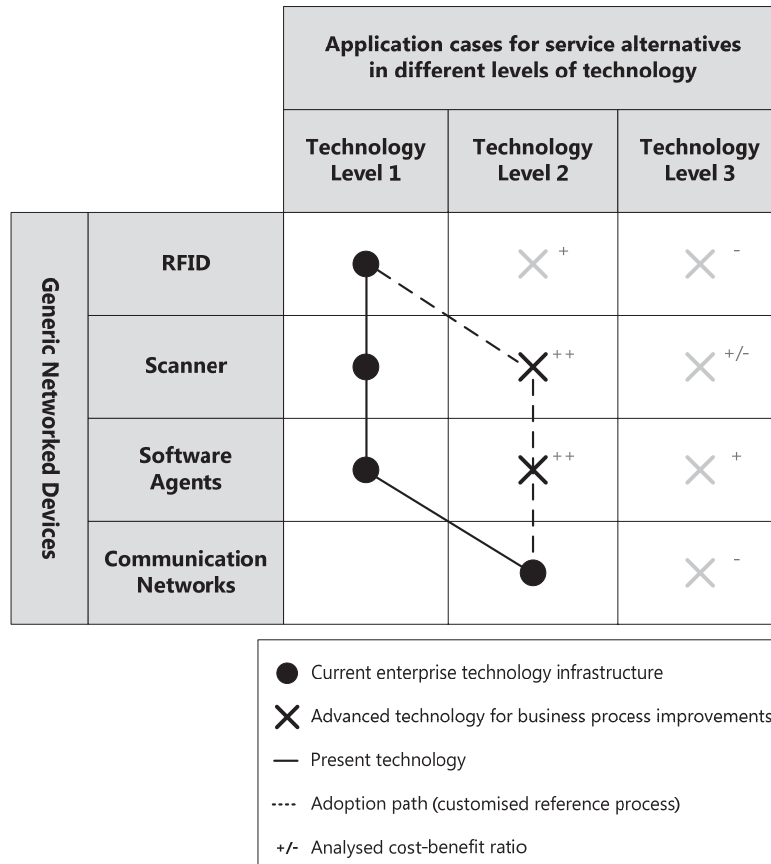 Application cases for service alternatives
in different levels of technology
Technology
Level 1
Technology
Level 2
Technology
Level 3
Generic Networked Devices
RFID
+
-
Scanner
++
+/-
Software
Agents
++
+
Communication
Networks
-
Current enterprise technology infrastructure
Advanced technology for business process improvements
Present technology
Adoption path (customised reference process)
+/- Analysed cost-benefit ratio